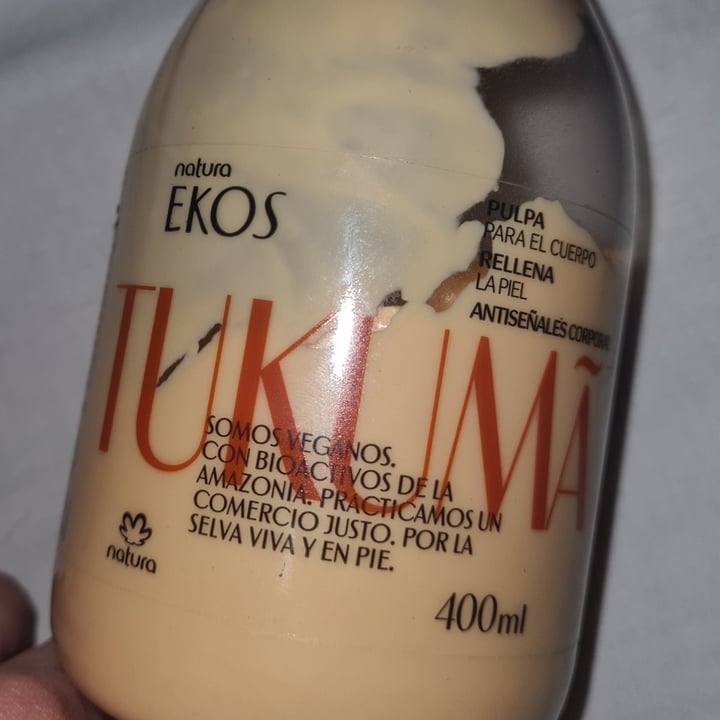 natura
EKOS
PULPA
PARA EL CUERPO
RELLENA
LA PIEL
ANTISEÑALES CORPORAL
TUKUMÃ
SOMOS VEGANOS.
CON BIOACTIVOS DE LA
AMAZONIA. PRACTICAMOS UN
COMERCIO JUSTO. POR LA
SELVA VIVA Y EN PIE.
natura
400ml